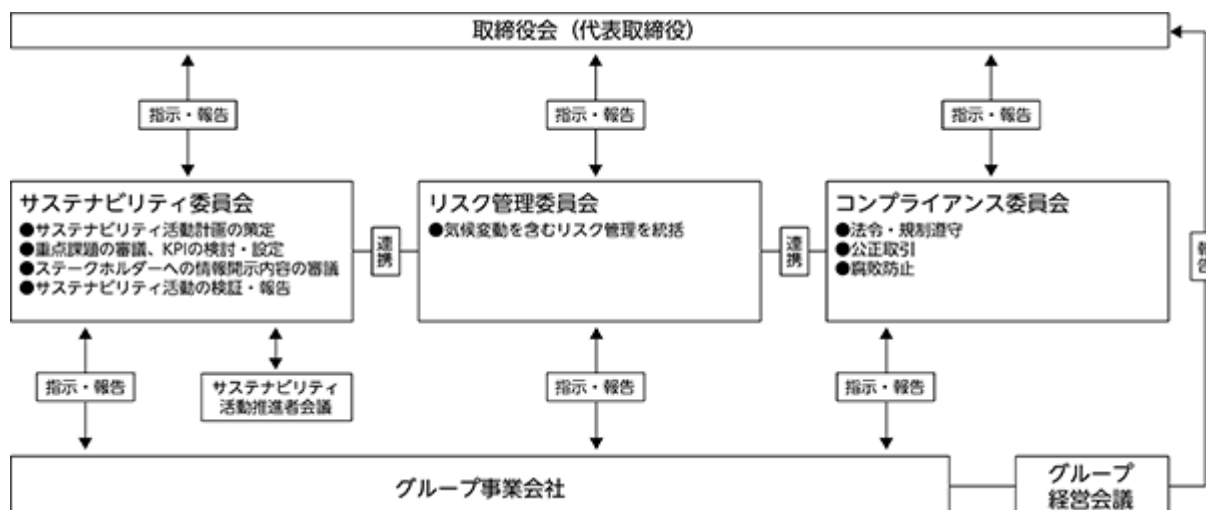 取締役会（代表取締役）
指示・報告
指示・報告
指示・報告
サステナビリティ委員会
●サステナビリティ活動計画の策定
●重点課題の審議、KPIの検討・設定
●ステークホルダーへの情報開示内容の審議
●サステナビリティ活動の検証・報告
連携
リスク管理委員会
●気候変動を含むリスク管理を統括
連携
コンプライアンス委員会
●法令・規制遵守
●公正取引
●腐敗防止
報告
指示・報告
サステナビリティ
活動推進者会議
指示・報告
指示・報告
グループ事業会社
グループ
経営会議